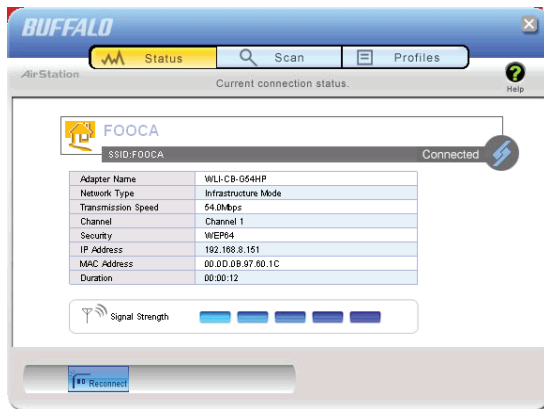 BUFFALO
Status
Scan
Profiles
AirStation
Current connection status.
Help
FOOCA
SSID:FOOCA
Connected
Adapter Name WLI-CB-G54HP
Network Type Infrastructure Mode
Transmission Speed 54.0Mbps
Channel Channel 1
Security WEP64
IP Address 192.168.8.151
MAC Address 00.0D.0B.97.60.1C
Duration 00:00:12
Signal Strength
Reconnect